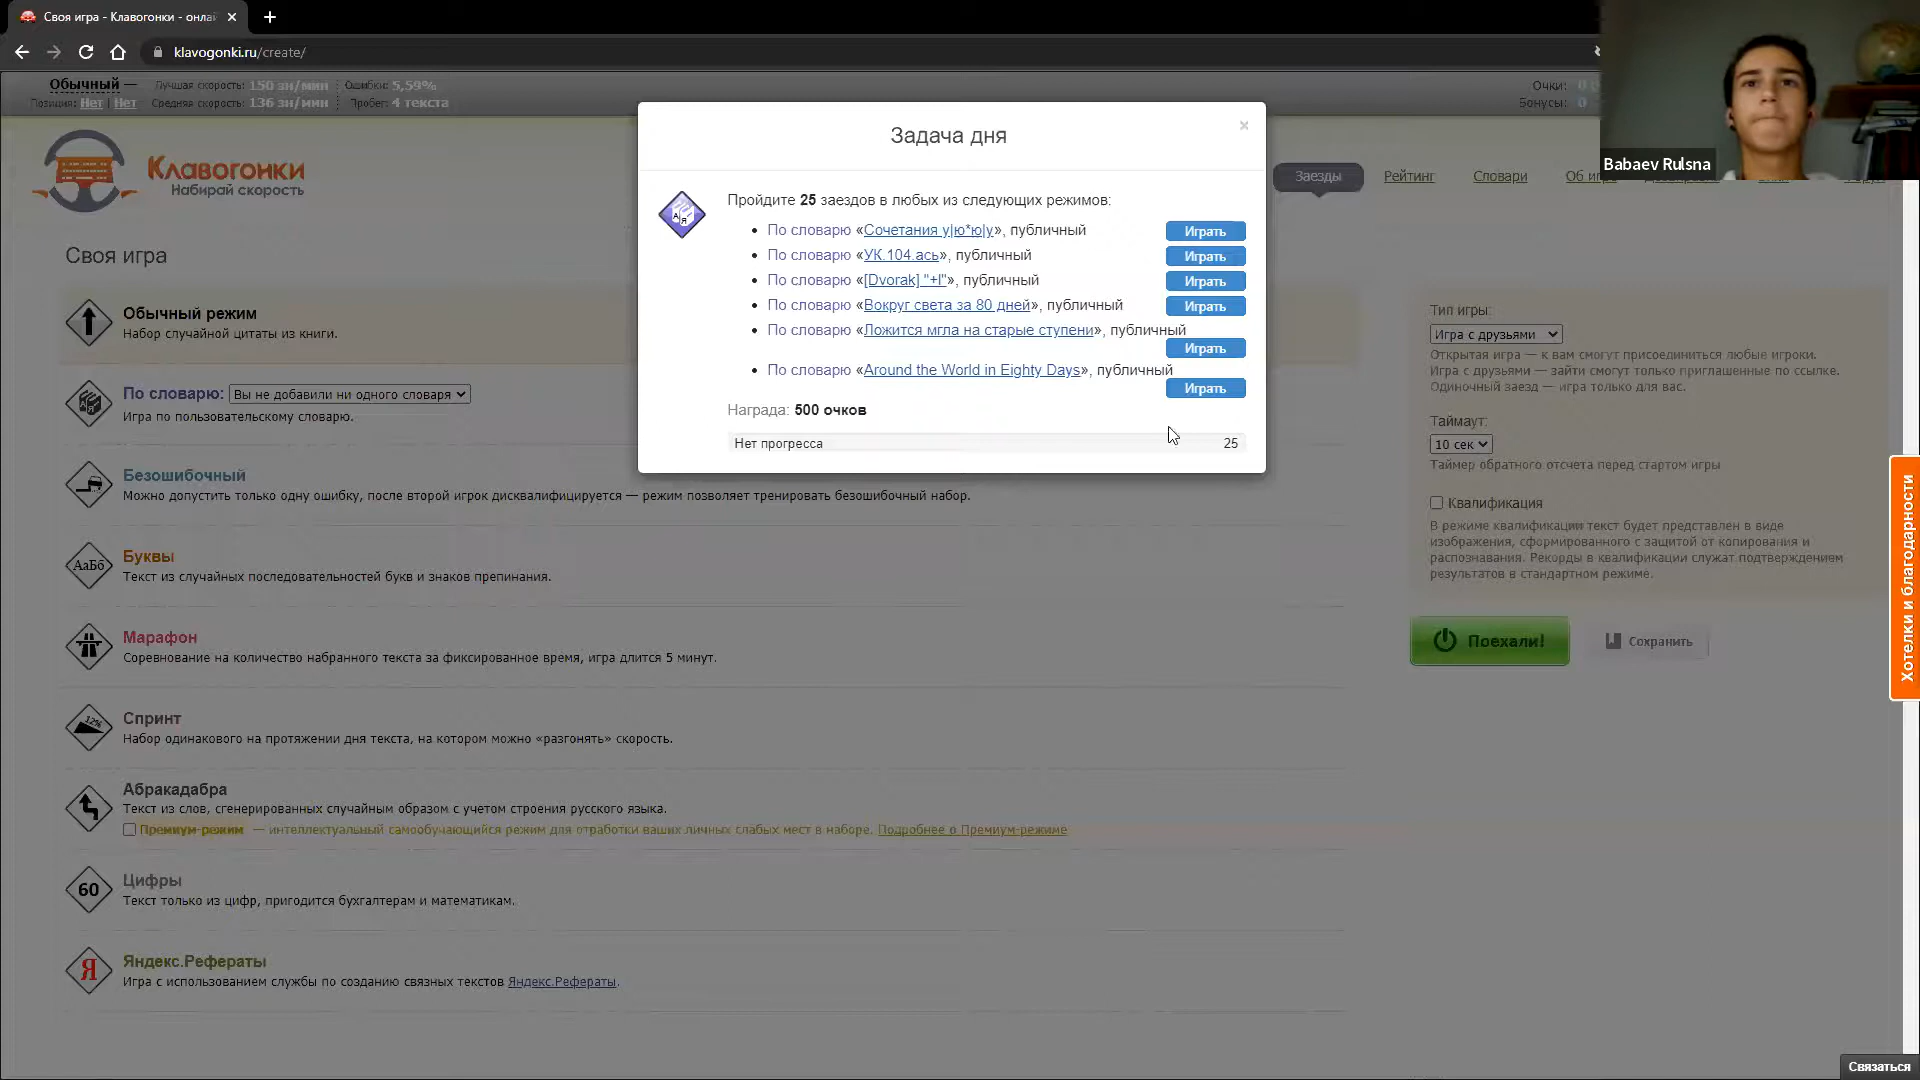 Своя игра - Клавогонки - онла
klavogonki.ru/create/
Обычный — Лучшая скорость: 150 зн/мин Ошибки: 5,59%
Позиция: Нет | Нет Средняя скорость: 136 зн/мин Пробег: 4 текста
Очки: 0
Бонусы: 0
Babaev Rulsna
Клавогонки
Набирай скорость
Заезды Рейтинг Словари Об игре
Задача дня
Пройдите 25 заездов в любых из следующих режимов:
По словарю «Сочетания у|ю*ю|у», публичный Играть
По словарю «УК.104.ась», публичный Играть
По словарю «[Dvorak] "+I"», публичный Играть
По словарю «Вокруг света за 80 дней», публичный Играть
По словарю «Ложится мгла на старые ступени», публичный
Играть
По словарю «Around the World in Eighty Days», публичный
Играть
Награда: 500 очков
Нет прогресса 25
Своя игра
Обычный режим
Набор случайной цитаты из книги.
По словарю: Вы не добавили ни одного словаря
Игра по пользовательскому словарю.
Безошибочный
Можно допустить только одну ошибку, после второй игрок дисквалифицируется — режим позволяет тренировать безошибочный набор.
АаБб
Буквы
Текст из случайных последовательностей букв и знаков препинания.
Марафон
Соревнование на количество набранного текста за фиксированное время, игра длится 5 минут.
12%
Спринт
Набор одинакового на протяжении дня текста, на котором можно «разгонять» скорость.
Абракадабра
Текст из слов, сгенерированных случайным образом с учетом строения русского языка.
Премиум-режим — интеллектуальный самообучающийся режим для отработки ваших личных слабых мест в наборе. Подробнее о Премиум-режиме
60
Цифры
Текст только из цифр, пригодится бухгалтерам и математикам.
Я
Яндекс.Рефераты
Игра с использованием службы по созданию связных текстов Яндекс.Рефераты.
Тип игры:
Игра с друзьями
Открытая игра — к вам смогут присоединиться любые игроки.
Игра с друзьями — зайти смогут только приглашенные по ссылке.
Одиночный заезд — игра только для вас.
Таймаут:
10 сек
Таймер обратного отсчета перед стартом игры
Квалификация
В режиме квалификации текст будет представлен в виде
изображения, сформированного с защитой от копирования и
распознавания. Рекорды в квалификации служат подтверждением
результатов в стандартном режиме.
Поехали! Сохранить
Хотелки и благодарности
Связаться